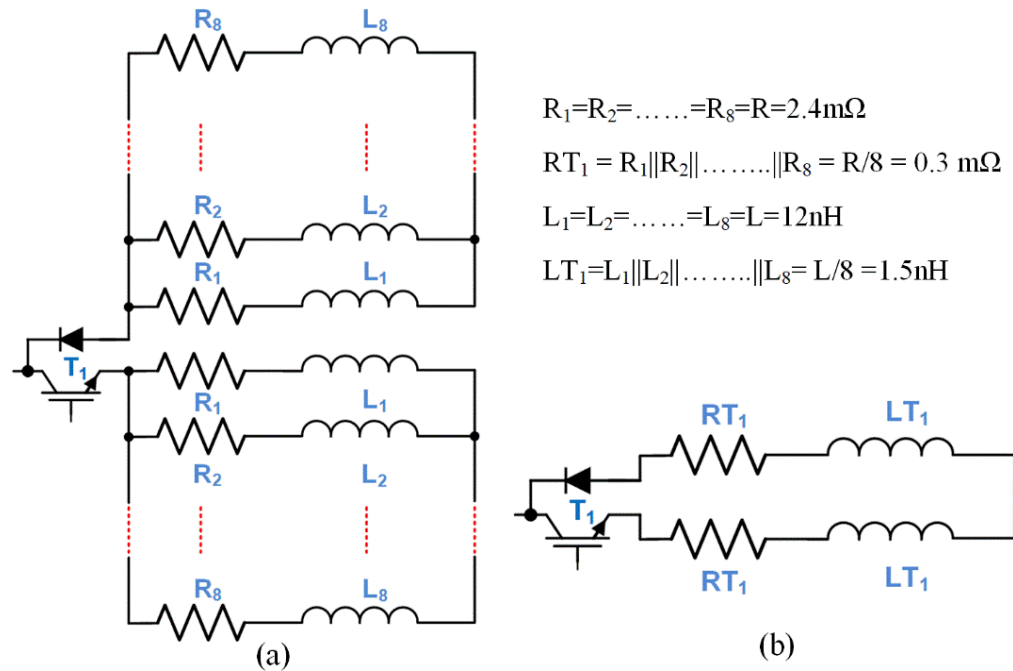 R₈ L₈
R₂ L₂
R₁ L₁
T₁
R₁ L₁
R₂ L₂
R₈ L₈
(a)
R₁=R₂=……=R₈=R=2.4mΩ
RT₁ = R₁||R₂||……..||R₈ = R/8 = 0.3 mΩ
L₁=L₂=……=L₈=L=12nH
LT₁=L₁||L₂||……..||L₈= L/8 =1.5nH
RT₁ LT₁
T₁
RT₁ LT₁
(b)